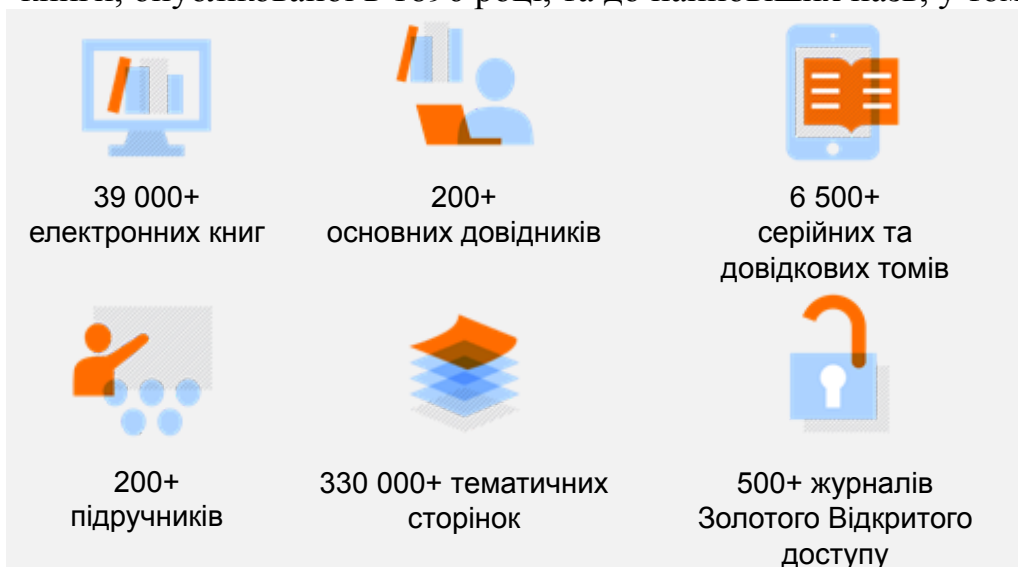 39 000+
електронних книг
200+
основних довідників
6 500+
серійних та
довідкових томів
200+
підручників
330 000+ тематичних
сторінок
500+ журналів
Золотого Відкритого
доступу